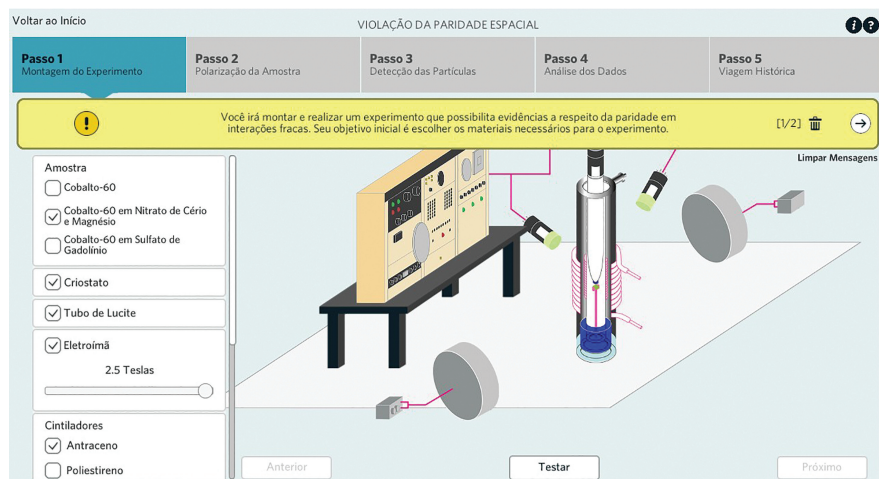 Voltar ao Início
VIOLAÇÃO DA PARIDADE ESPACIAL
i ?
Passo 1
Montagem do Experimento
Passo 2
Polarização da Amostra
Passo 3
Detecção das Partículas
Passo 4
Análise dos Dados
Passo 5
Viagem Histórica
!
Você irá montar e realizar um experimento que possibilita evidências a respeito da paridade em
interações fracas. Seu objetivo inicial é escolher os materiais necessários para o experimento.
[1/2]
Limpar Mensagens
Amostra
Cobalto-60
Cobalto-60 em Nitrato de Cério
e Magnésio
Cobalto-60 em Sulfato de
Gadolínio
Criostato
Tubo de Lucite
Eletroímã
2.5 Teslas
Cintiladores
Antraceno
Poliestireno
Anterior
Testar
Próximo